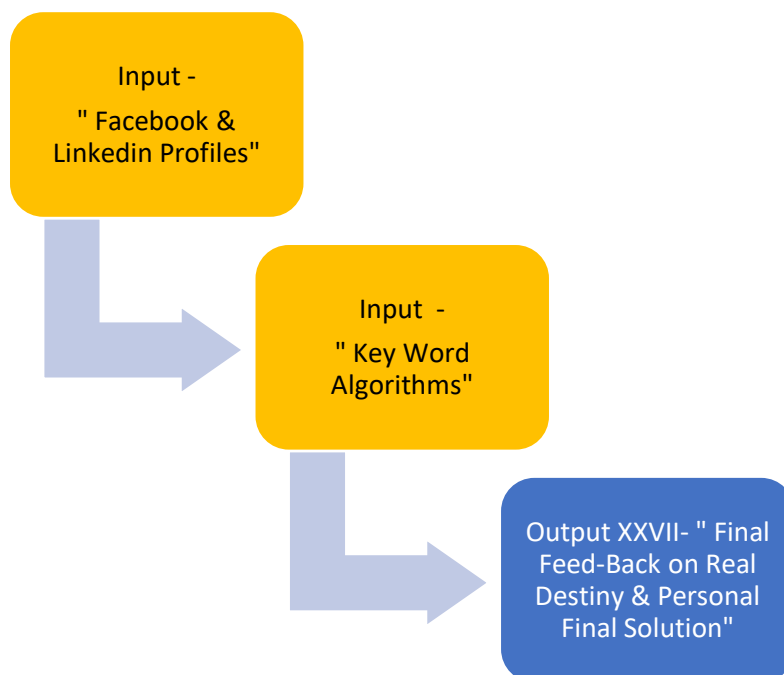 Input -
" Facebook &
Linkedin Profiles"
Input -
" Key Word
Algorithms"
Output XXVII- " Final
Feed-Back on Real
Destiny & Personal
Final Solution"